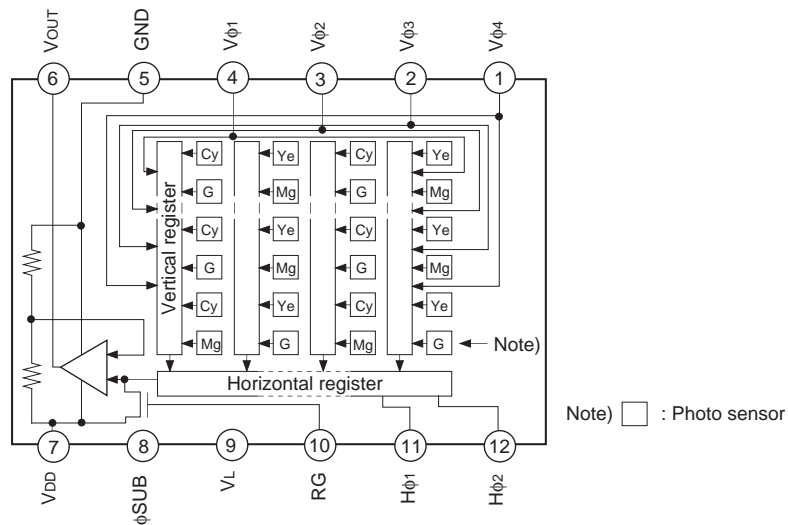 VOUT GND Vϕ1 Vϕ2 Vϕ3 Vϕ4
6 5 4 3 2 1
Cy Ye Cy Ye
G Mg G Mg
Cy Ye Cy Ye
G Mg G Mg
Cy Ye Cy Ye
Mg G Mg G
Vertical register
Note)
Horizontal register
Note) : Photo sensor
7 8 9 10 11 12
VDD ϕSUB VL RG Hϕ1 Hϕ2